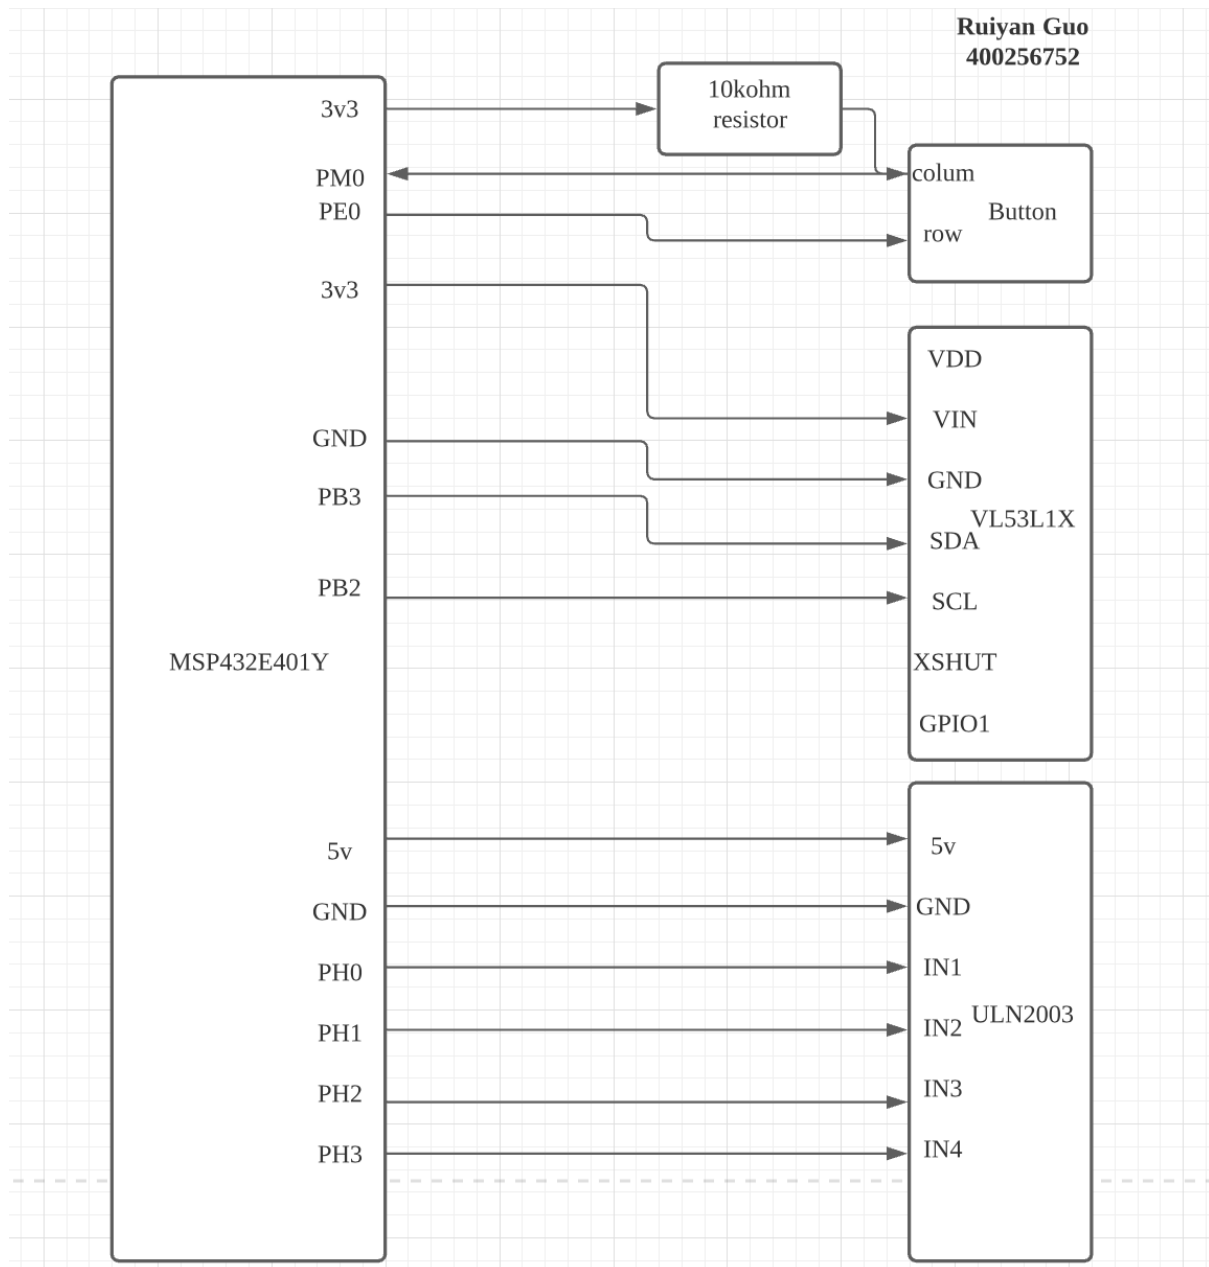 Ruiyan Guo
400256752
3v3
10kohm
resistor
PM0
colum
PE0
Button
row
3v3
VDD
VIN
GND
GND
PB3
VL53L1X
SDA
PB2
SCL
MSP432E401Y
XSHUT
GPIO1
5v
5v
GND
GND
PH0
IN1
ULN2003
PH1
IN2
PH2
IN3
PH3
IN4